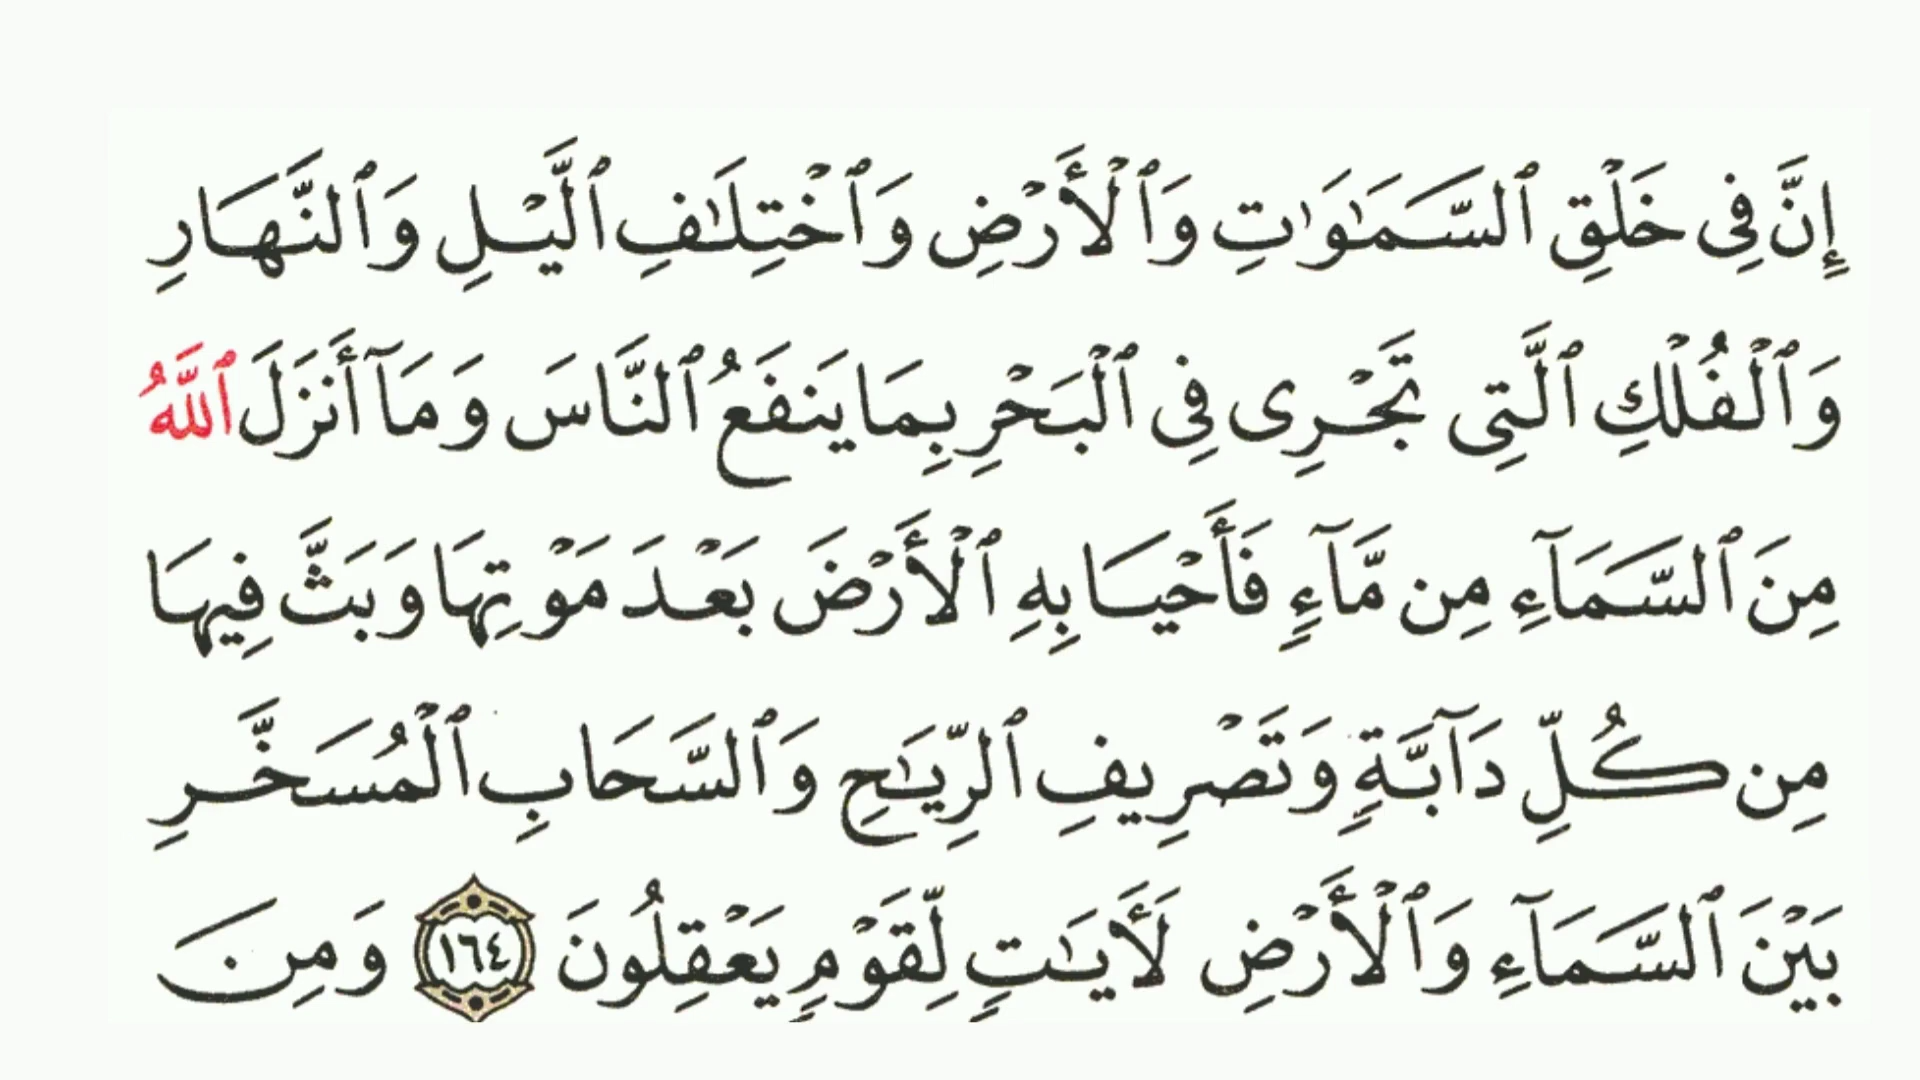 إِنَّ فِى خَلْقِ ٱلسَّمَـٰوَٰتِ وَٱلْأَرْضِ وَٱخْتِلَـٰفِ ٱلَّيْلِ وَٱلنَّهَارِ
وَٱلْفُلْكِ ٱلَّتِى تَجْرِى فِى ٱلْبَحْرِ بِمَا يَنفَعُ ٱلنَّاسَ وَمَآ أَنزَلَ ٱللَّهُ
مِنَ ٱلسَّمَآءِ مِن مَّآءٍ فَأَحْيَا بِهِ ٱلْأَرْضَ بَعْدَ مَوْتِهَا وَبَثَّ فِيهَا
مِن كُلِّ دَآبَّةٍ وَتَصْرِيفِ ٱلرِّيَـٰحِ وَٱلسَّحَابِ ٱلْمُسَخَّرِ
بَيْنَ ٱلسَّمَآءِ وَٱلْأَرْضِ لَـَٔايَـٰتٍ لِّقَوْمٍ يَعْقِلُونَ ١٦٤ وَمِنَ